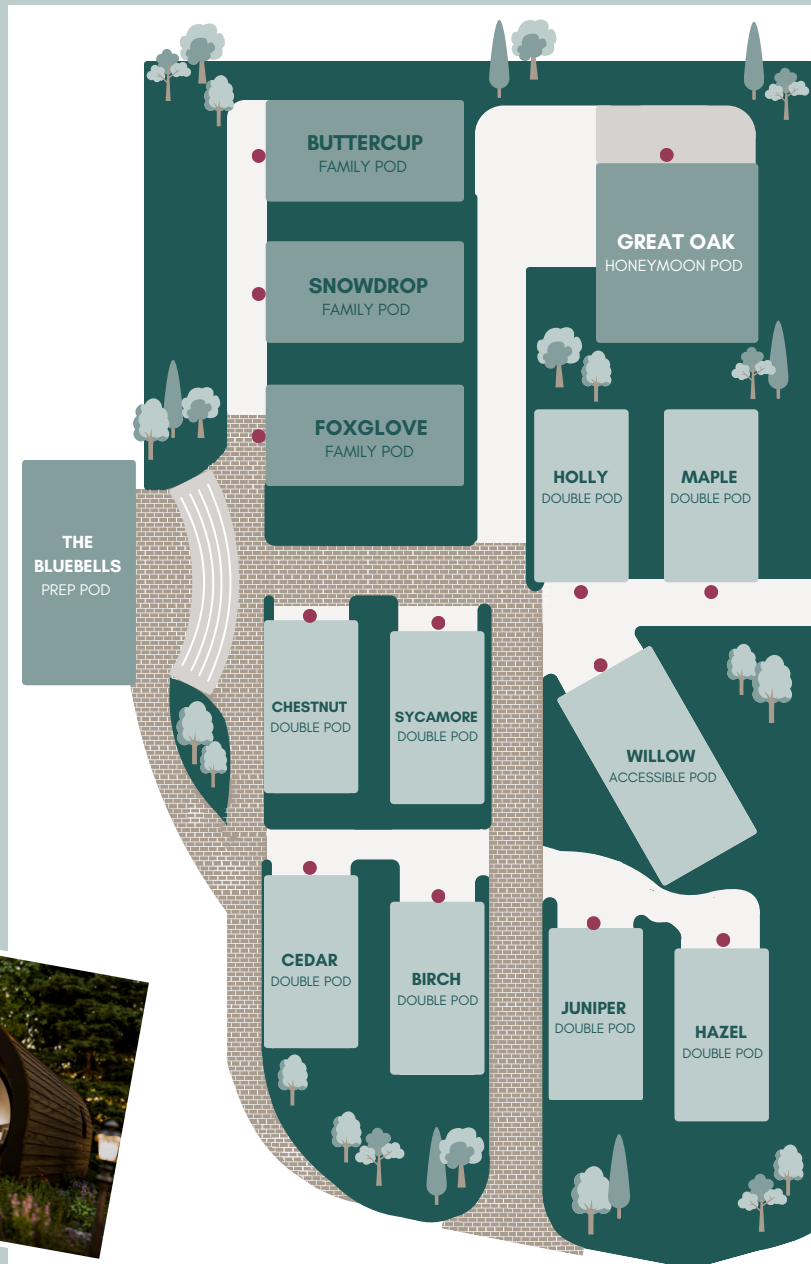 BUTTERCUP
FAMILY POD
GREAT OAK
HONEYMOON POD
SNOWDROP
FAMILY POD
FOXGLOVE
FAMILY POD
HOLLY
DOUBLE POD
MAPLE
DOUBLE POD
THE
BLUEBELLS
PREP POD
CHESTNUT
DOUBLE POD
SYCAMORE
DOUBLE POD
WILLOW
ACCESSIBLE POD
CEDAR
DOUBLE POD
BIRCH
DOUBLE POD
JUNIPER
DOUBLE POD
HAZEL
DOUBLE POD